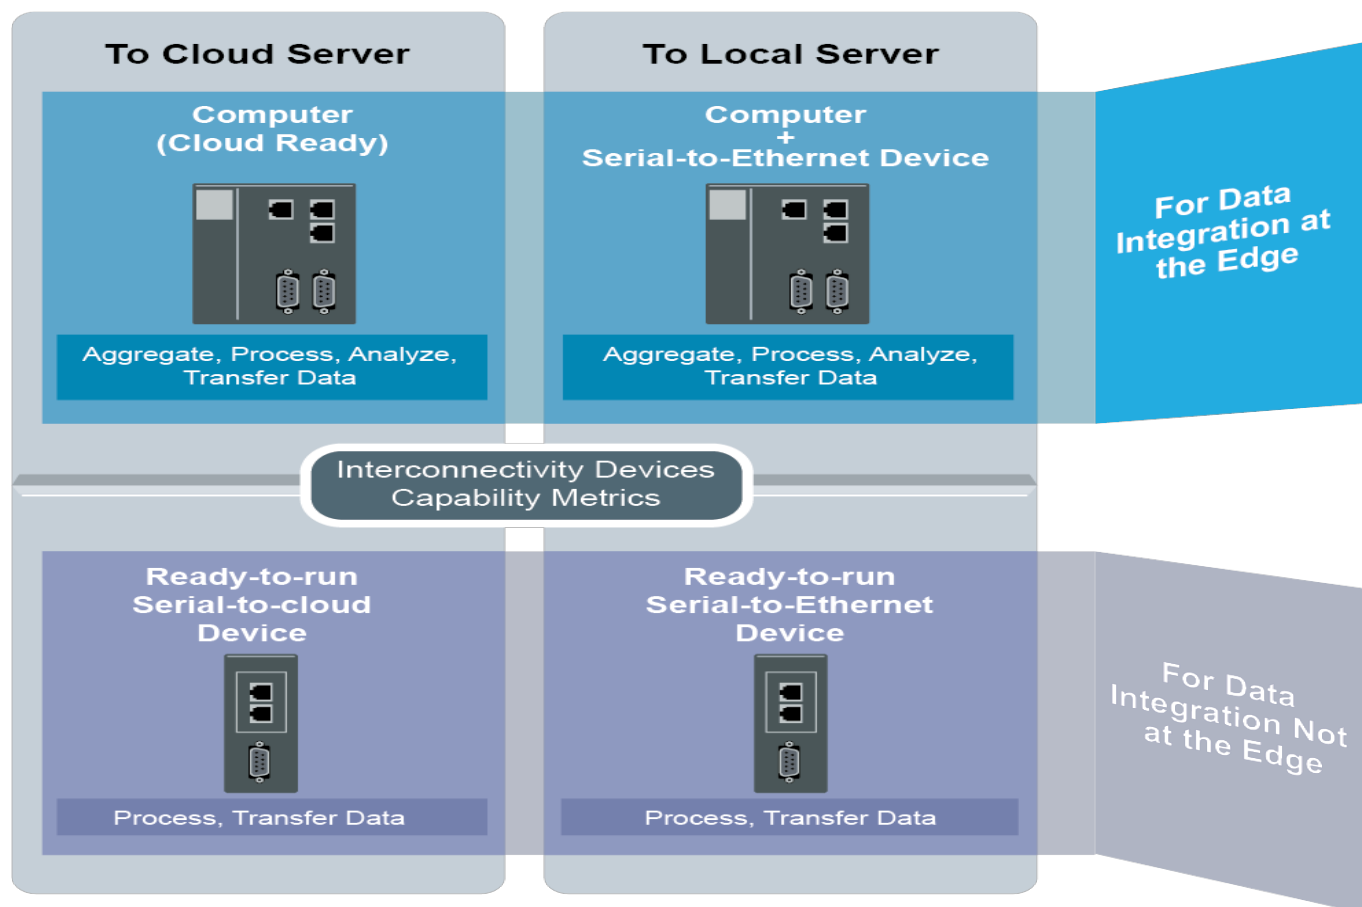 To Cloud Server
To Local Server
Computer
(Cloud Ready)
Computer
+
Serial-to-Ethernet Device
For Data
Integration at
the Edge
Aggregate, Process, Analyze,
Transfer Data
Aggregate, Process, Analyze,
Transfer Data
Interconnectivity Devices
Capability Metrics
Ready-to-run
Serial-to-cloud
Device
Ready-to-run
Serial-to-Ethernet
Device
For Data
Integration Not
at the Edge
Process, Transfer Data
Process, Transfer Data